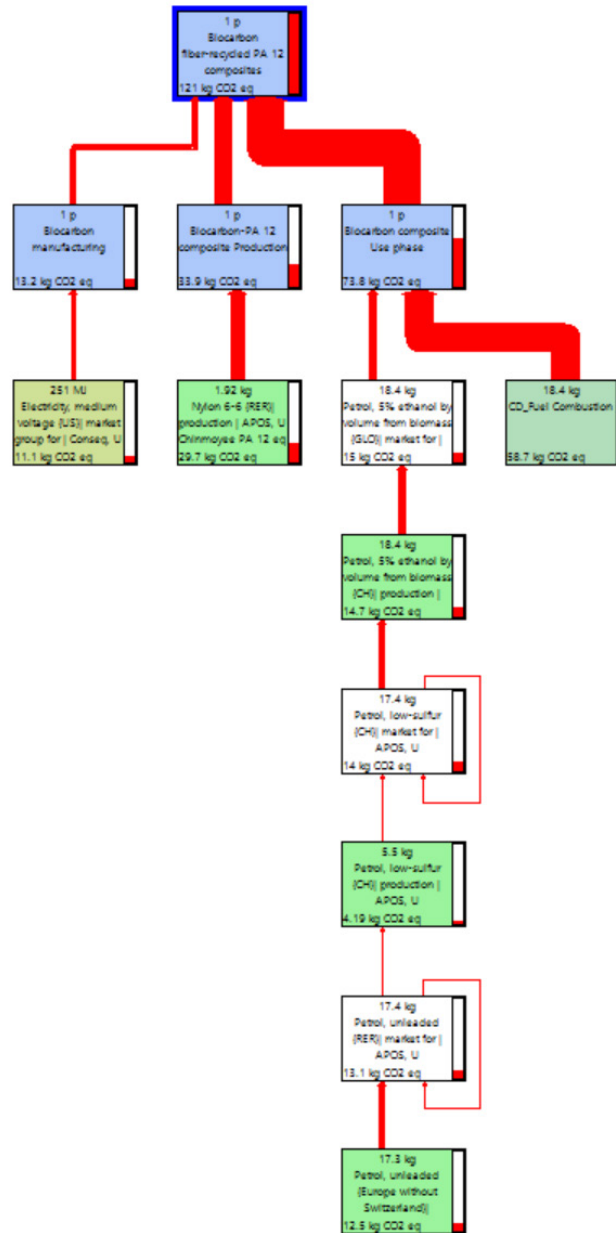 1 p
Biocarbon
fiber-recycled PA 12
composites
121 kg CO2 eq
1 p
Biocarbon
manufacturing
13.2 kg CO2 eq
1 p
Biocarbon-PA 12
composite Production
33.9 kg CO2 eq
1 p
Biocarbon composite
Use phase
73.8 kg CO2 eq
251 MJ
Electricity, medium
voltage {US}| market
group for | Conseq, U
11.1 kg CO2 eq
1.92 kg
Nylon 6-6 {RER}|
production | APOS, U
Chinmoyee PA 12 eq
29.7 kg CO2 eq
18.4 kg
Petrol, 5% ethanol by
volume from biomass
{GLO}| market for |
15 kg CO2 eq
18.4 kg
CD_Fuel Combustion
58.7 kg CO2 eq
18.4 kg
Petrol, 5% ethanol by
volume from biomass
{CH}| production |
14.7 kg CO2 eq
17.4 kg
Petrol, low-sulfur
{CH}| market for |
APOS, U
14 kg CO2 eq
5.5 kg
Petrol, low-sulfur
{CH}| production |
APOS, U
4.19 kg CO2 eq
17.4 kg
Petrol, unleaded
{RER}| market for |
APOS, U
13.1 kg CO2 eq
17.3 kg
Petrol, unleaded
{Europe without
Switzerland}|
12.5 kg CO2 eq